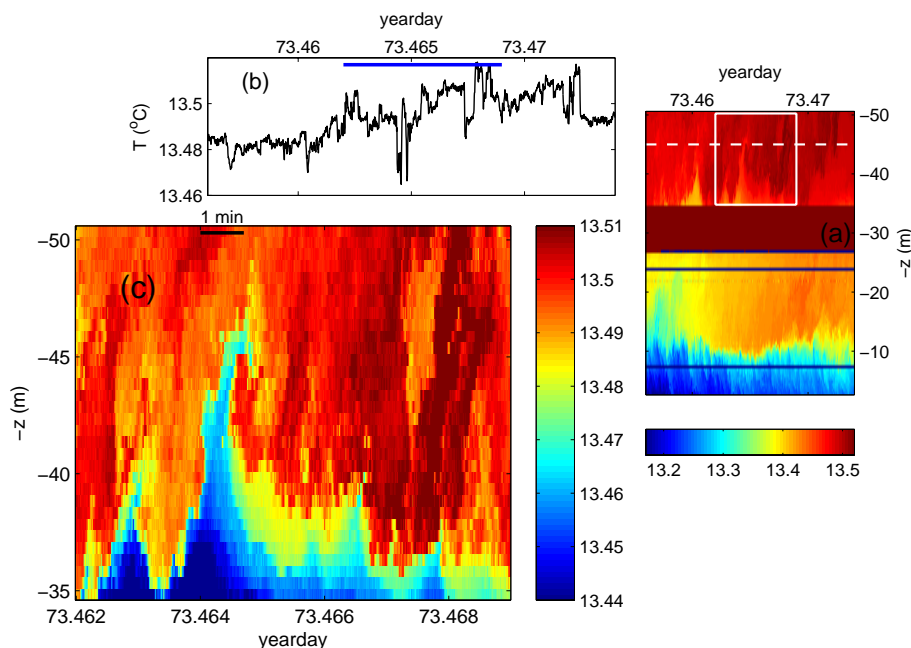 yearday
73.46 73.465 73.47
(b)
T (°C)
13.5
13.48
13.46
yearday
73.46 73.47
(a)
−z (m)
−50
−40
−30
−20
−10
13.2 13.3 13.4 13.5
1 min
(c)
−z (m)
−50
−45
−40
−35
73.462 73.464 73.466 73.468
yearday
13.51
13.5
13.49
13.48
13.47
13.46
13.45
13.44